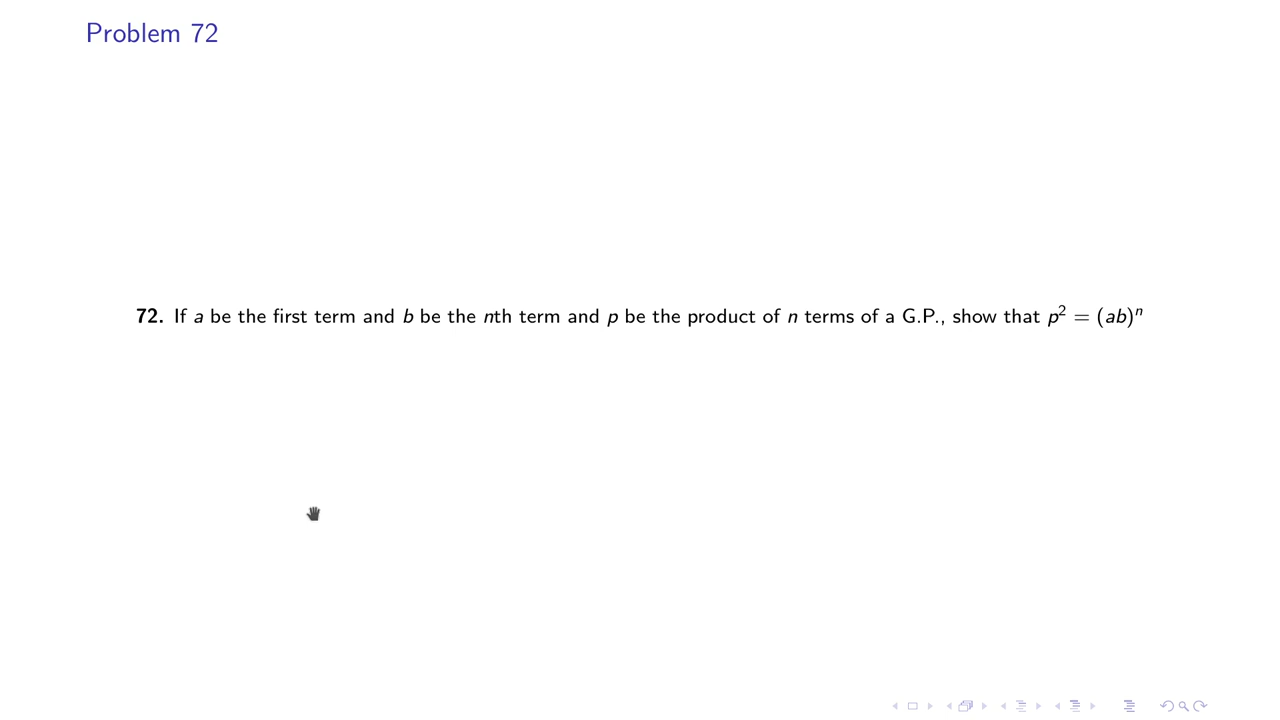 Problem 72
72. If a be the first term and b be the nth term and p be the product of n terms of a G.P., show that p² = (ab)ⁿ